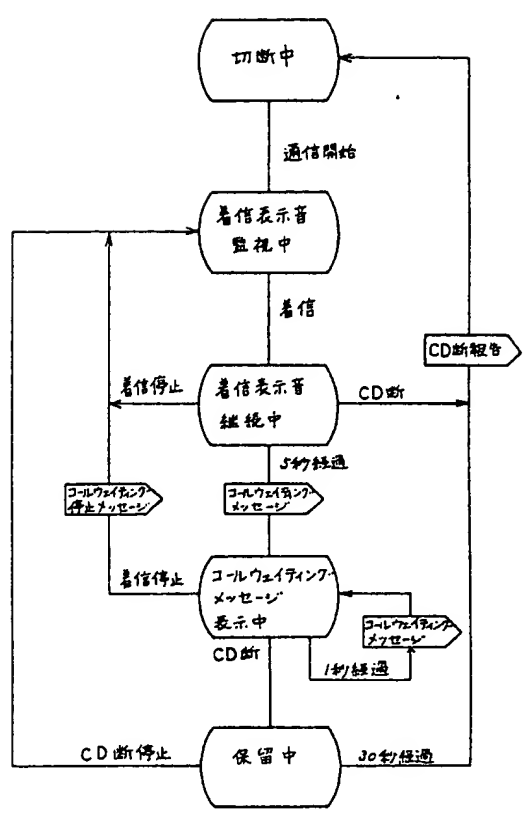 切断中
通信開始
着信表示音
監視中
着信
CD断報告
着信停止
着信表示音
継続中
CD断
5秒経過
コールウェイティング
停止メッセージ
コールウェイティング
メッセージ
着信停止
コールウェイティング
メッセージ
表示中
コールウェイティング
メッセージ
CD断
1秒経過
CD断停止
保留中
30秒経過